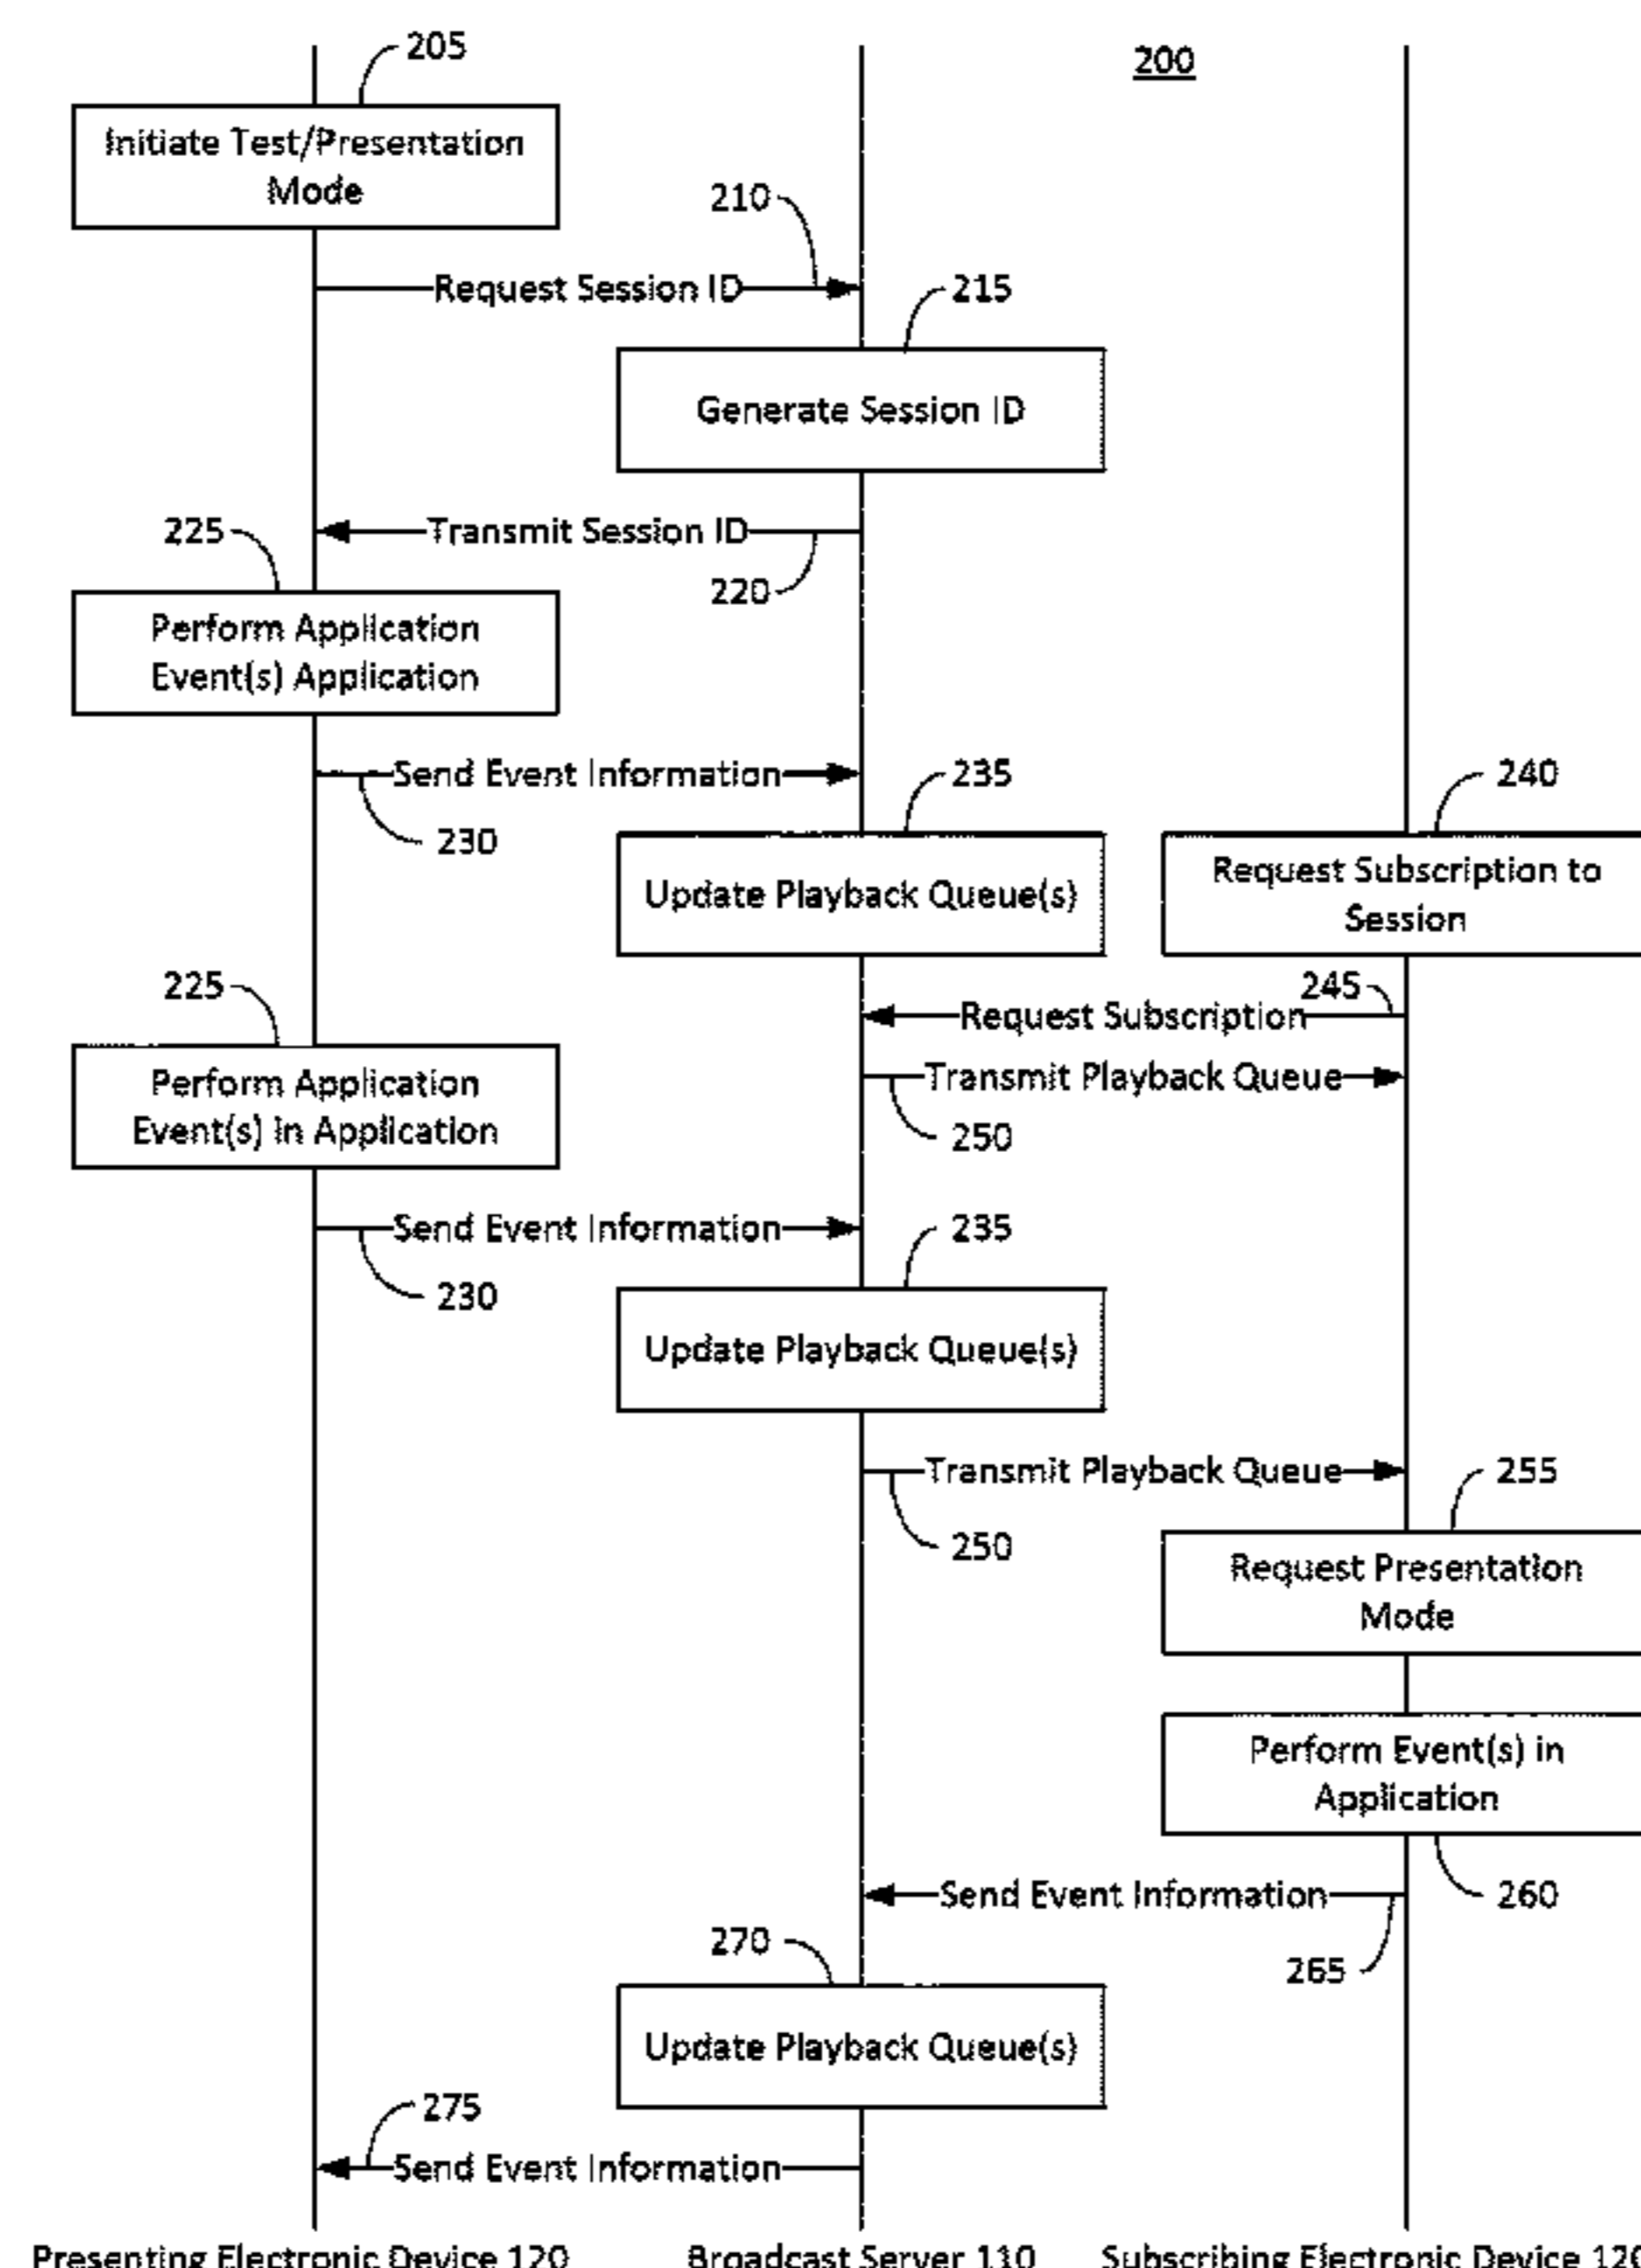 205
200
Initiate Test/Presentation
Mode
210
Request Session ID
215
Generate Session ID
225
Transmit Session ID
220
Perform Application
Event(s) Application
Send Event Information
235
240
230
Update Playback Queue(s)
Request Subscription to
Session
225
245
Request Subscription
Transmit Playback Queue
Perform Application
Event(s) in Application
250
Send Event Information
235
230
Update Playback Queue(s)
Transmit Playback Queue
255
250
Request Presentation
Mode
Perform Event(s) in
Application
Send Event Information
260
270
265
Update Playback Queue(s)
275
Send Event Information
Presenting Electronic Device 120
Broadcast Server 110
Subscribing Electronic Device